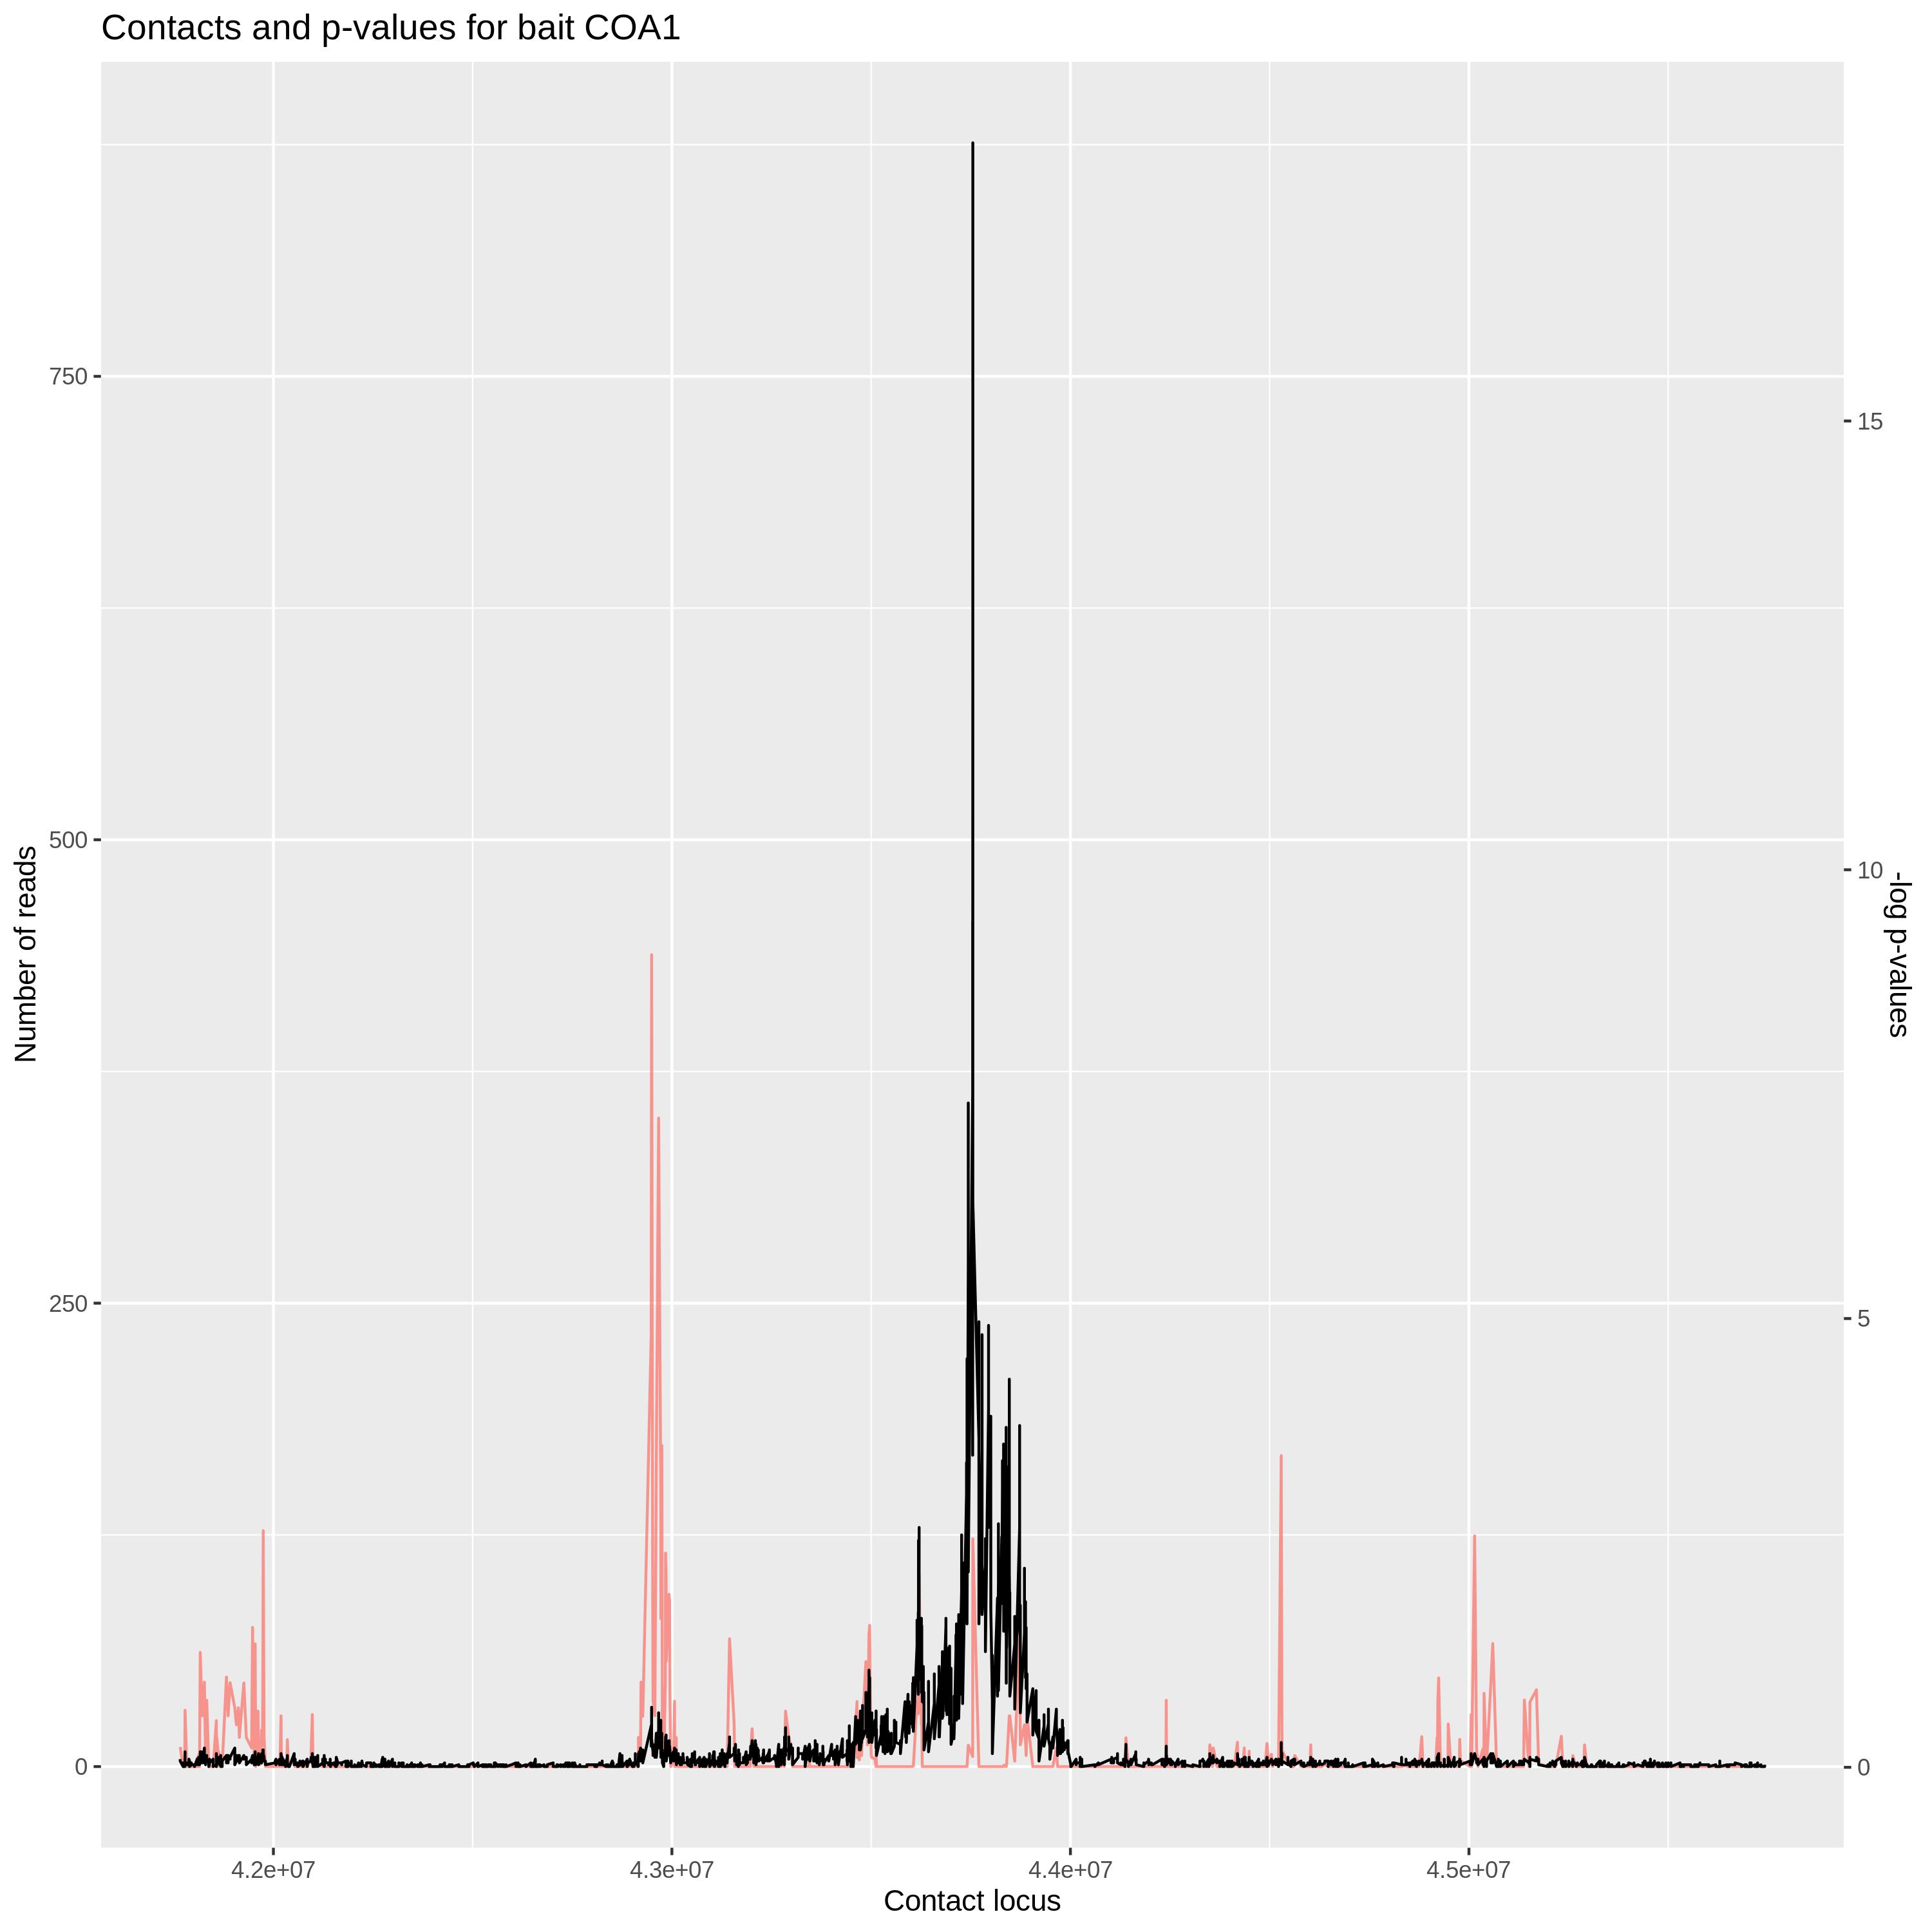 Contacts and p-values for bait COA1
750
500
250
0
15
10
5
0
Number of reads
-log p-values
4.2e+07
4.3e+07
4.4e+07
4.5e+07
Contact locus